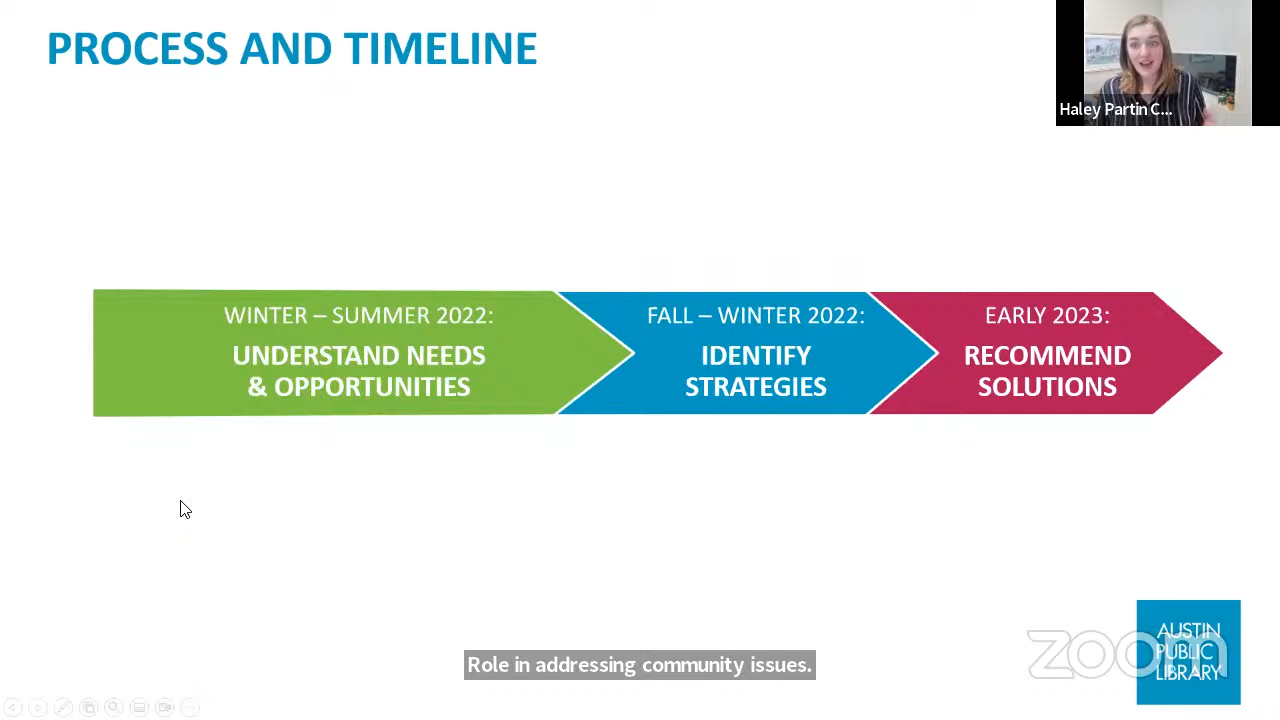 PROCESS AND TIMELINE
Haley Partin C...
WINTER – SUMMER 2022:
UNDERSTAND NEEDS
& OPPORTUNITIES
FALL – WINTER 2022:
IDENTIFY
STRATEGIES
EARLY 2023:
RECOMMEND
SOLUTIONS
Role in addressing community issues.
zoom
AUSTIN
PUBLIC
LIBRARY